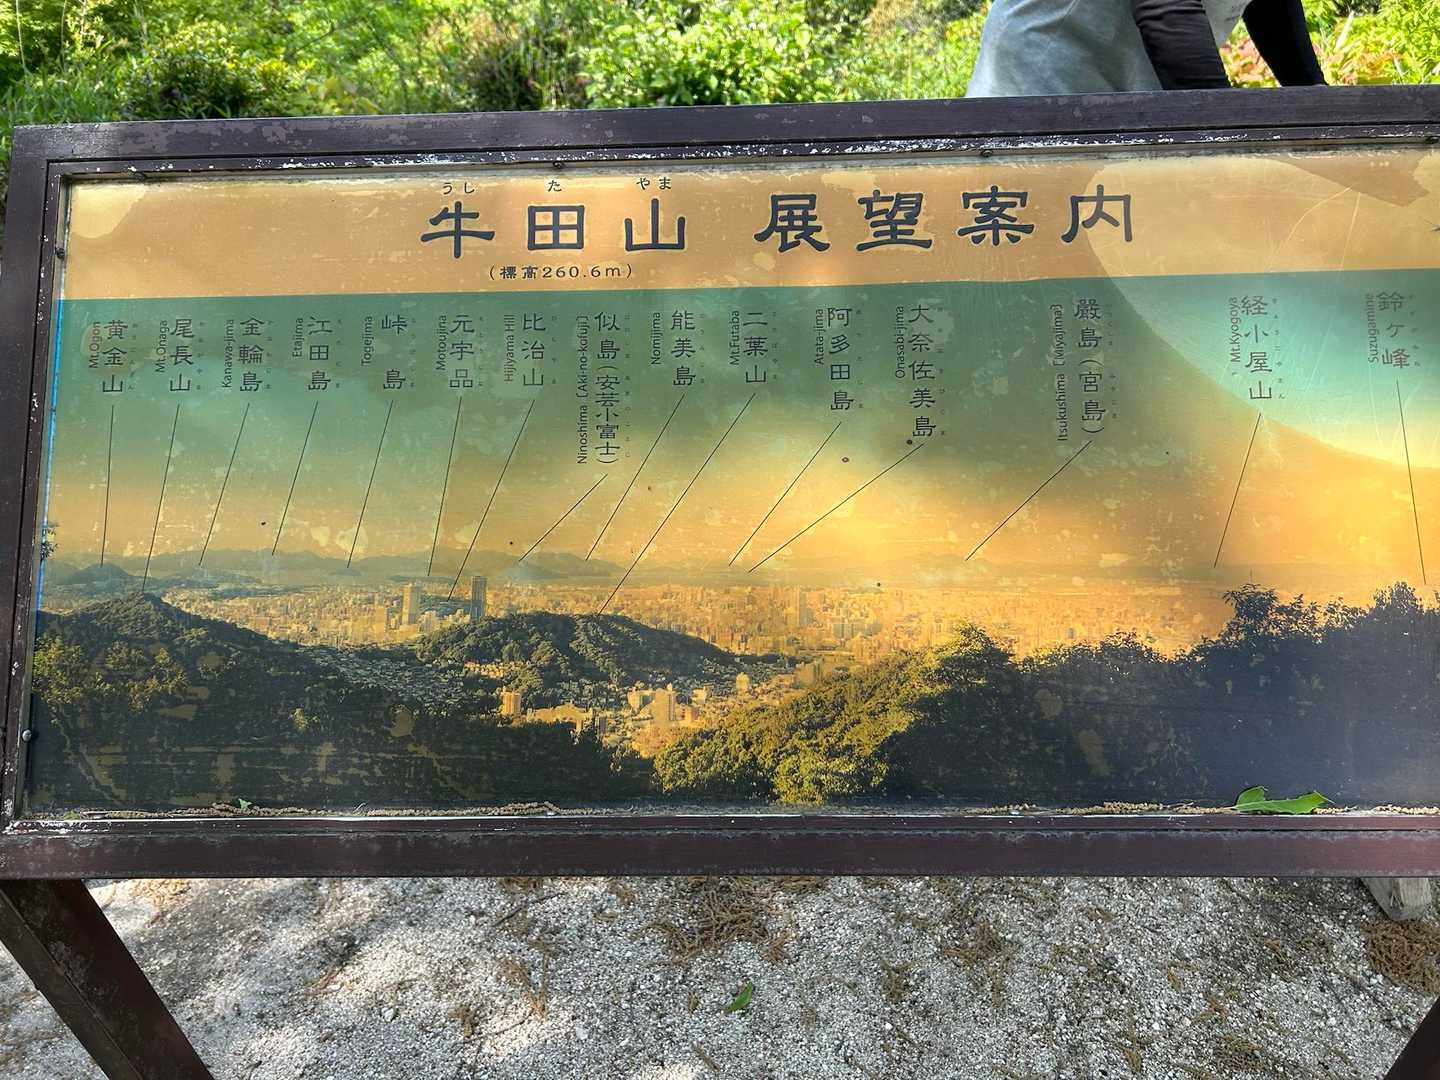 うし た やま
牛田山 展望案内
(標高260.6m)
黄金山
Mt.Ogon
尾長山
Mt.Onaga
金輪島
Kanawa-jima
江田島
Etajima
峠島
Togejima
元宇品
Motoujina
比治山
Hijiyama Hill
似島(安芸小富士)
Ninoshima [Aki-no-kofuji]
能美島
Nomijima
二葉山
Mt.Futaba
阿多田島
Atata-jima
大奈佐美島
Onasabi-jima
嚴島(宮島)
Itsukushima [Miyajima]
経小屋山
Mt.Kyogoya
鈴ヶ峰
Suzugamine